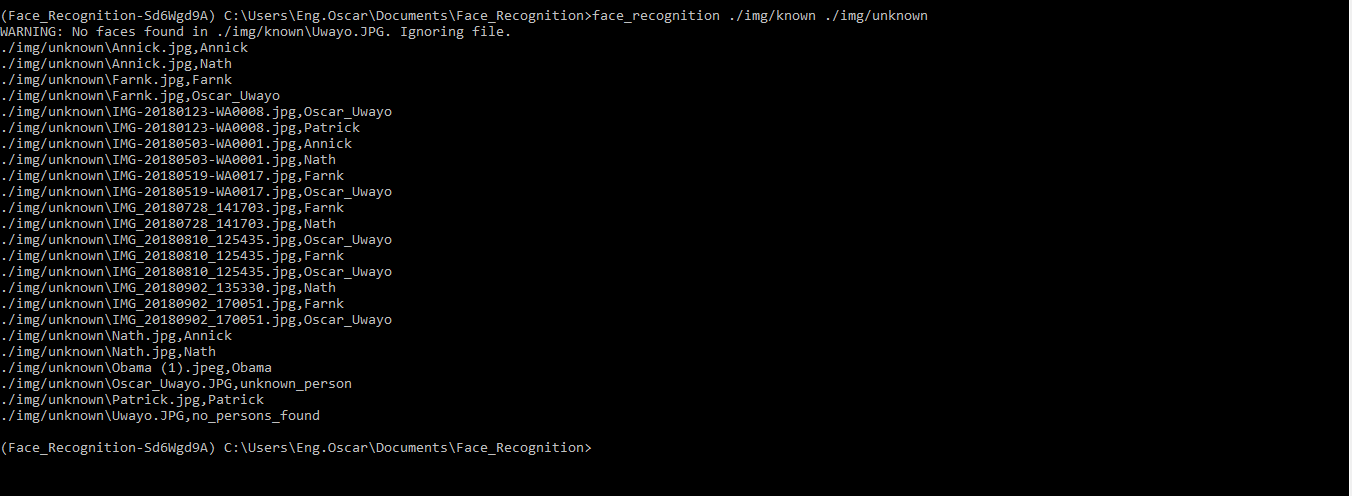 (Face_Recognition-Sd6Wgd9A) C:\Users\Eng.Oscar\Documents\Face_Recognition>face_recognition ./img/known ./img/unknown
WARNING: No faces found in ./img/known\Uwayo.JPG. Ignoring file.
./img/unknown\Annick.jpg,Annick
./img/unknown\Annick.jpg,Nath
./img/unknown\Farnk.jpg,Farnk
./img/unknown\Farnk.jpg,Oscar_Uwayo
./img/unknown\IMG-20180123-WA0008.jpg,Oscar_Uwayo
./img/unknown\IMG-20180123-WA0008.jpg,Patrick
./img/unknown\IMG-20180503-WA0001.jpg,Annick
./img/unknown\IMG-20180503-WA0001.jpg,Nath
./img/unknown\IMG-20180519-WA0017.jpg,Farnk
./img/unknown\IMG-20180519-WA0017.jpg,Oscar_Uwayo
./img/unknown\IMG_20180728_141703.jpg,Farnk
./img/unknown\IMG_20180728_141703.jpg,Nath
./img/unknown\IMG_20180810_125435.jpg,Oscar_Uwayo
./img/unknown\IMG_20180810_125435.jpg,Farnk
./img/unknown\IMG_20180810_125435.jpg,Oscar_Uwayo
./img/unknown\IMG_20180902_135330.jpg,Nath
./img/unknown\IMG_20180902_170051.jpg,Farnk
./img/unknown\IMG_20180902_170051.jpg,Oscar_Uwayo
./img/unknown\Nath.jpg,Annick
./img/unknown\Nath.jpg,Nath
./img/unknown\Obama (1).jpeg,Obama
./img/unknown\Oscar_Uwayo.JPG,unknown_person
./img/unknown\Patrick.jpg,Patrick
./img/unknown\Uwayo.JPG,no_persons_found
(Face_Recognition-Sd6Wgd9A) C:\Users\Eng.Oscar\Documents\Face_Recognition>